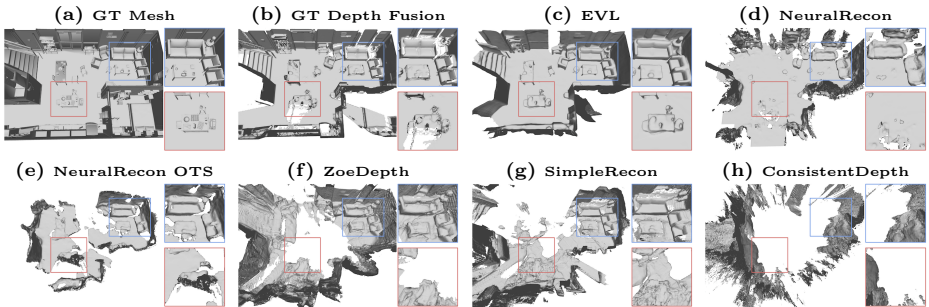 (a) GT Mesh
(b) GT Depth Fusion
(c) EVL
(d) NeuralRecon
(e) NeuralRecon OTS
(f) ZoeDepth
(g) SimpleRecon
(h) ConsistentDepth